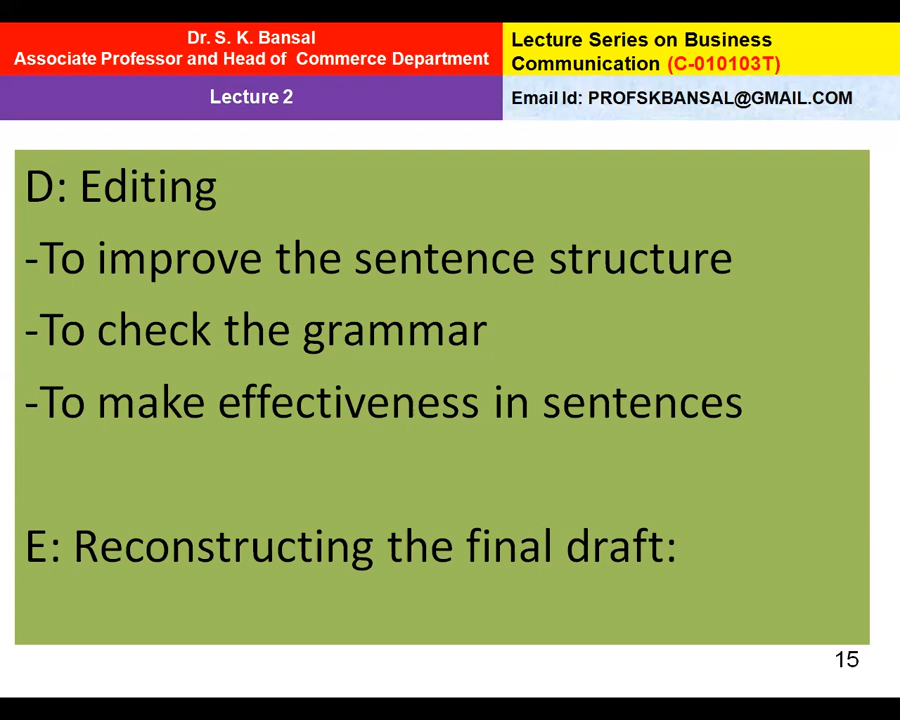 Dr. S. K. Bansal
Associate Professor and Head of Commerce Department
Lecture Series on Business
Communication (C-010103T)
Lecture 2
Email Id: PROFSKBANSAL@GMAIL.COM
D: Editing
-To improve the sentence structure
-To check the grammar
-To make effectiveness in sentences
E: Reconstructing the final draft:
15